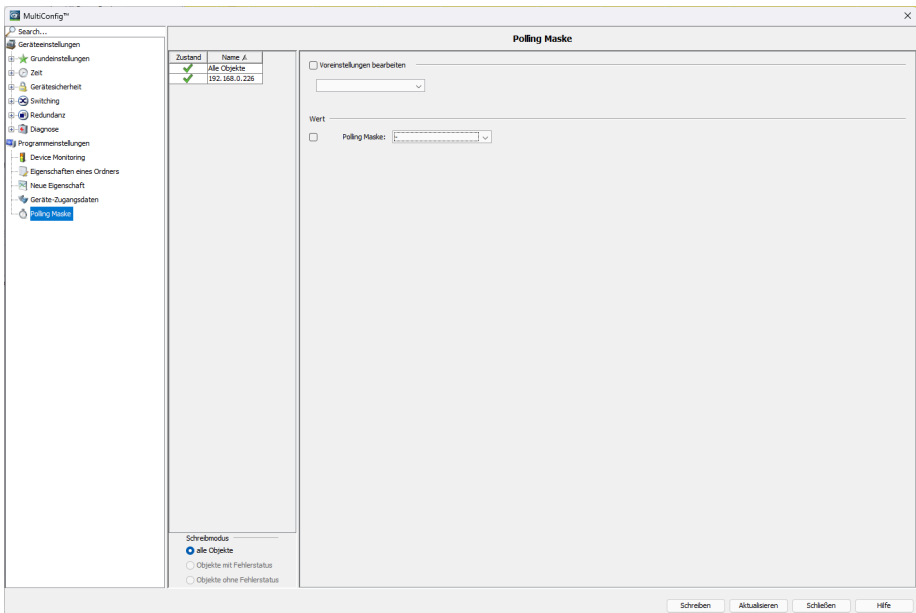 MultiConfig™
Search...
Geräteeinstellungen
Grundeinstellungen
Zeit
Gerätesicherheit
Switching
Redundanz
Diagnose
Programmeinstellungen
Device Monitoring
Eigenschaften eines Ordners
Neue Eigenschaft
Geräte-Zugangsdaten
Polling Maske
Zustand Name
Alle Objekte
192.168.0.226
Schreibmodus
alle Objekte
Objekte mit Fehlerstatus
Objekte ohne Fehlerstatus
Polling Maske
Voreinstellungen bearbeiten
Wert
Polling Maske: -
Schreiben Aktualisieren Schließen Hilfe